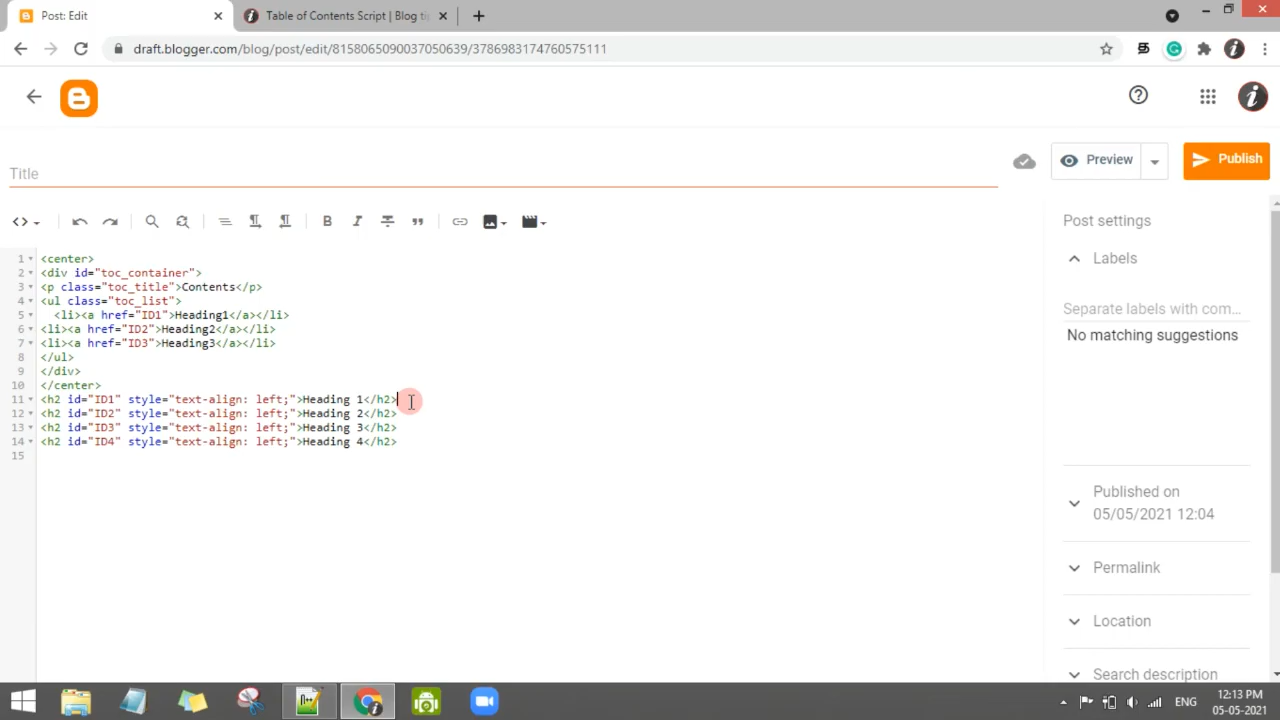 Post: Edit
Table of Contents Script | Blog
draft.blogger.com/blog/post/edit/8158065090037050639/3786983174760575111
Title
Preview
Publish
Post settings
Labels
Separate labels with com...
No matching suggestions
1 <center>
2 <div id="toc_container">
3 <p class="toc_title">Contents</p>
4 <ul class="toc_list">
5 <li><a href="ID1">Heading1</a></li>
6 <li><a href="ID2">Heading2</a></li>
7 <li><a href="ID3">Heading3</a></li>
8 </ul>
9 </div>
10 </center>
11 <h2 id="ID1" style="text-align: left;">Heading 1</h2>
12 <h2 id="ID2" style="text-align: left;">Heading 2</h2>
13 <h2 id="ID3" style="text-align: left;">Heading 3</h2>
14 <h2 id="ID4" style="text-align: left;">Heading 4</h2>
15
Published on
05/05/2021 12:04
Permalink
Location
Search description
ENG
12:13 PM
05-05-2021